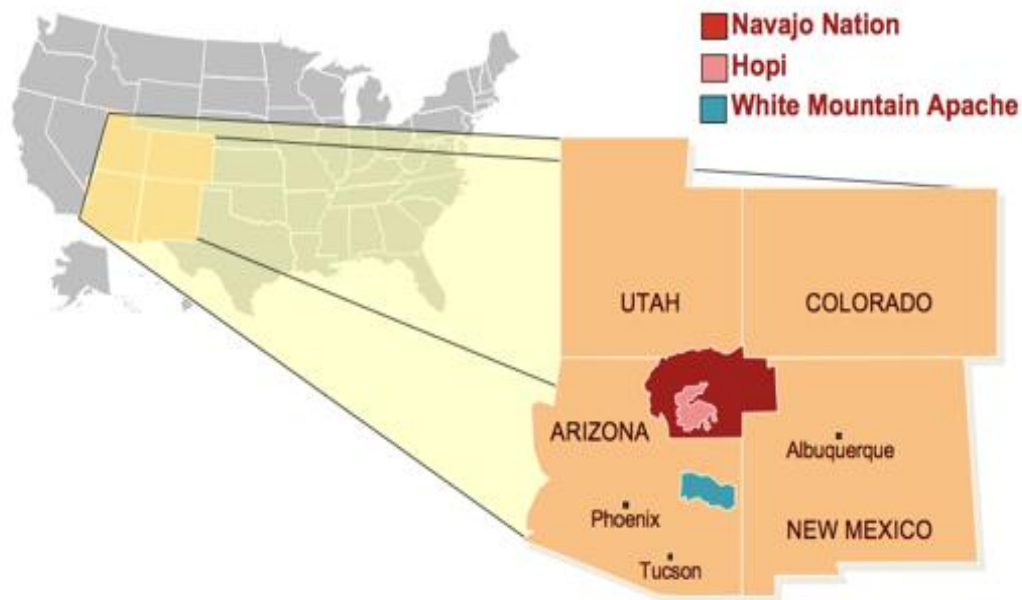 Navajo Nation
Hopi
White Mountain Apache
UTAH
COLORADO
ARIZONA
Albuquerque
Phoenix
NEW MEXICO
Tucson